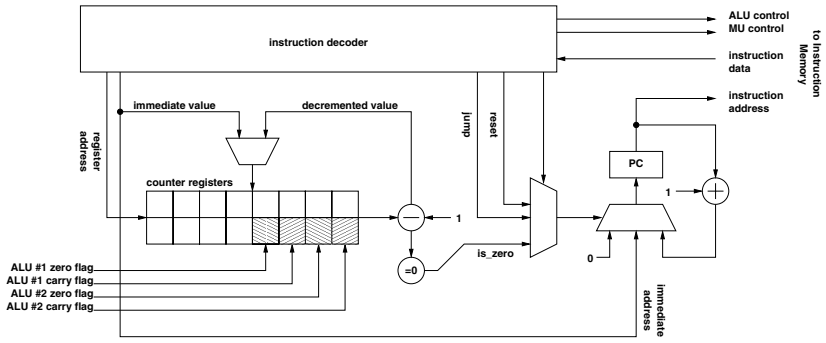 ALU control
MU control
instruction decoder
to Instruction
Memory
instruction
data
instruction
address
immediate value
decremented value
register
address
jump
reset
PC
counter registers
1
1
ALU #1 zero flag
ALU #1 carry flag
ALU #2 zero flag
ALU #2 carry flag
=0
is_zero
0
immediate
address